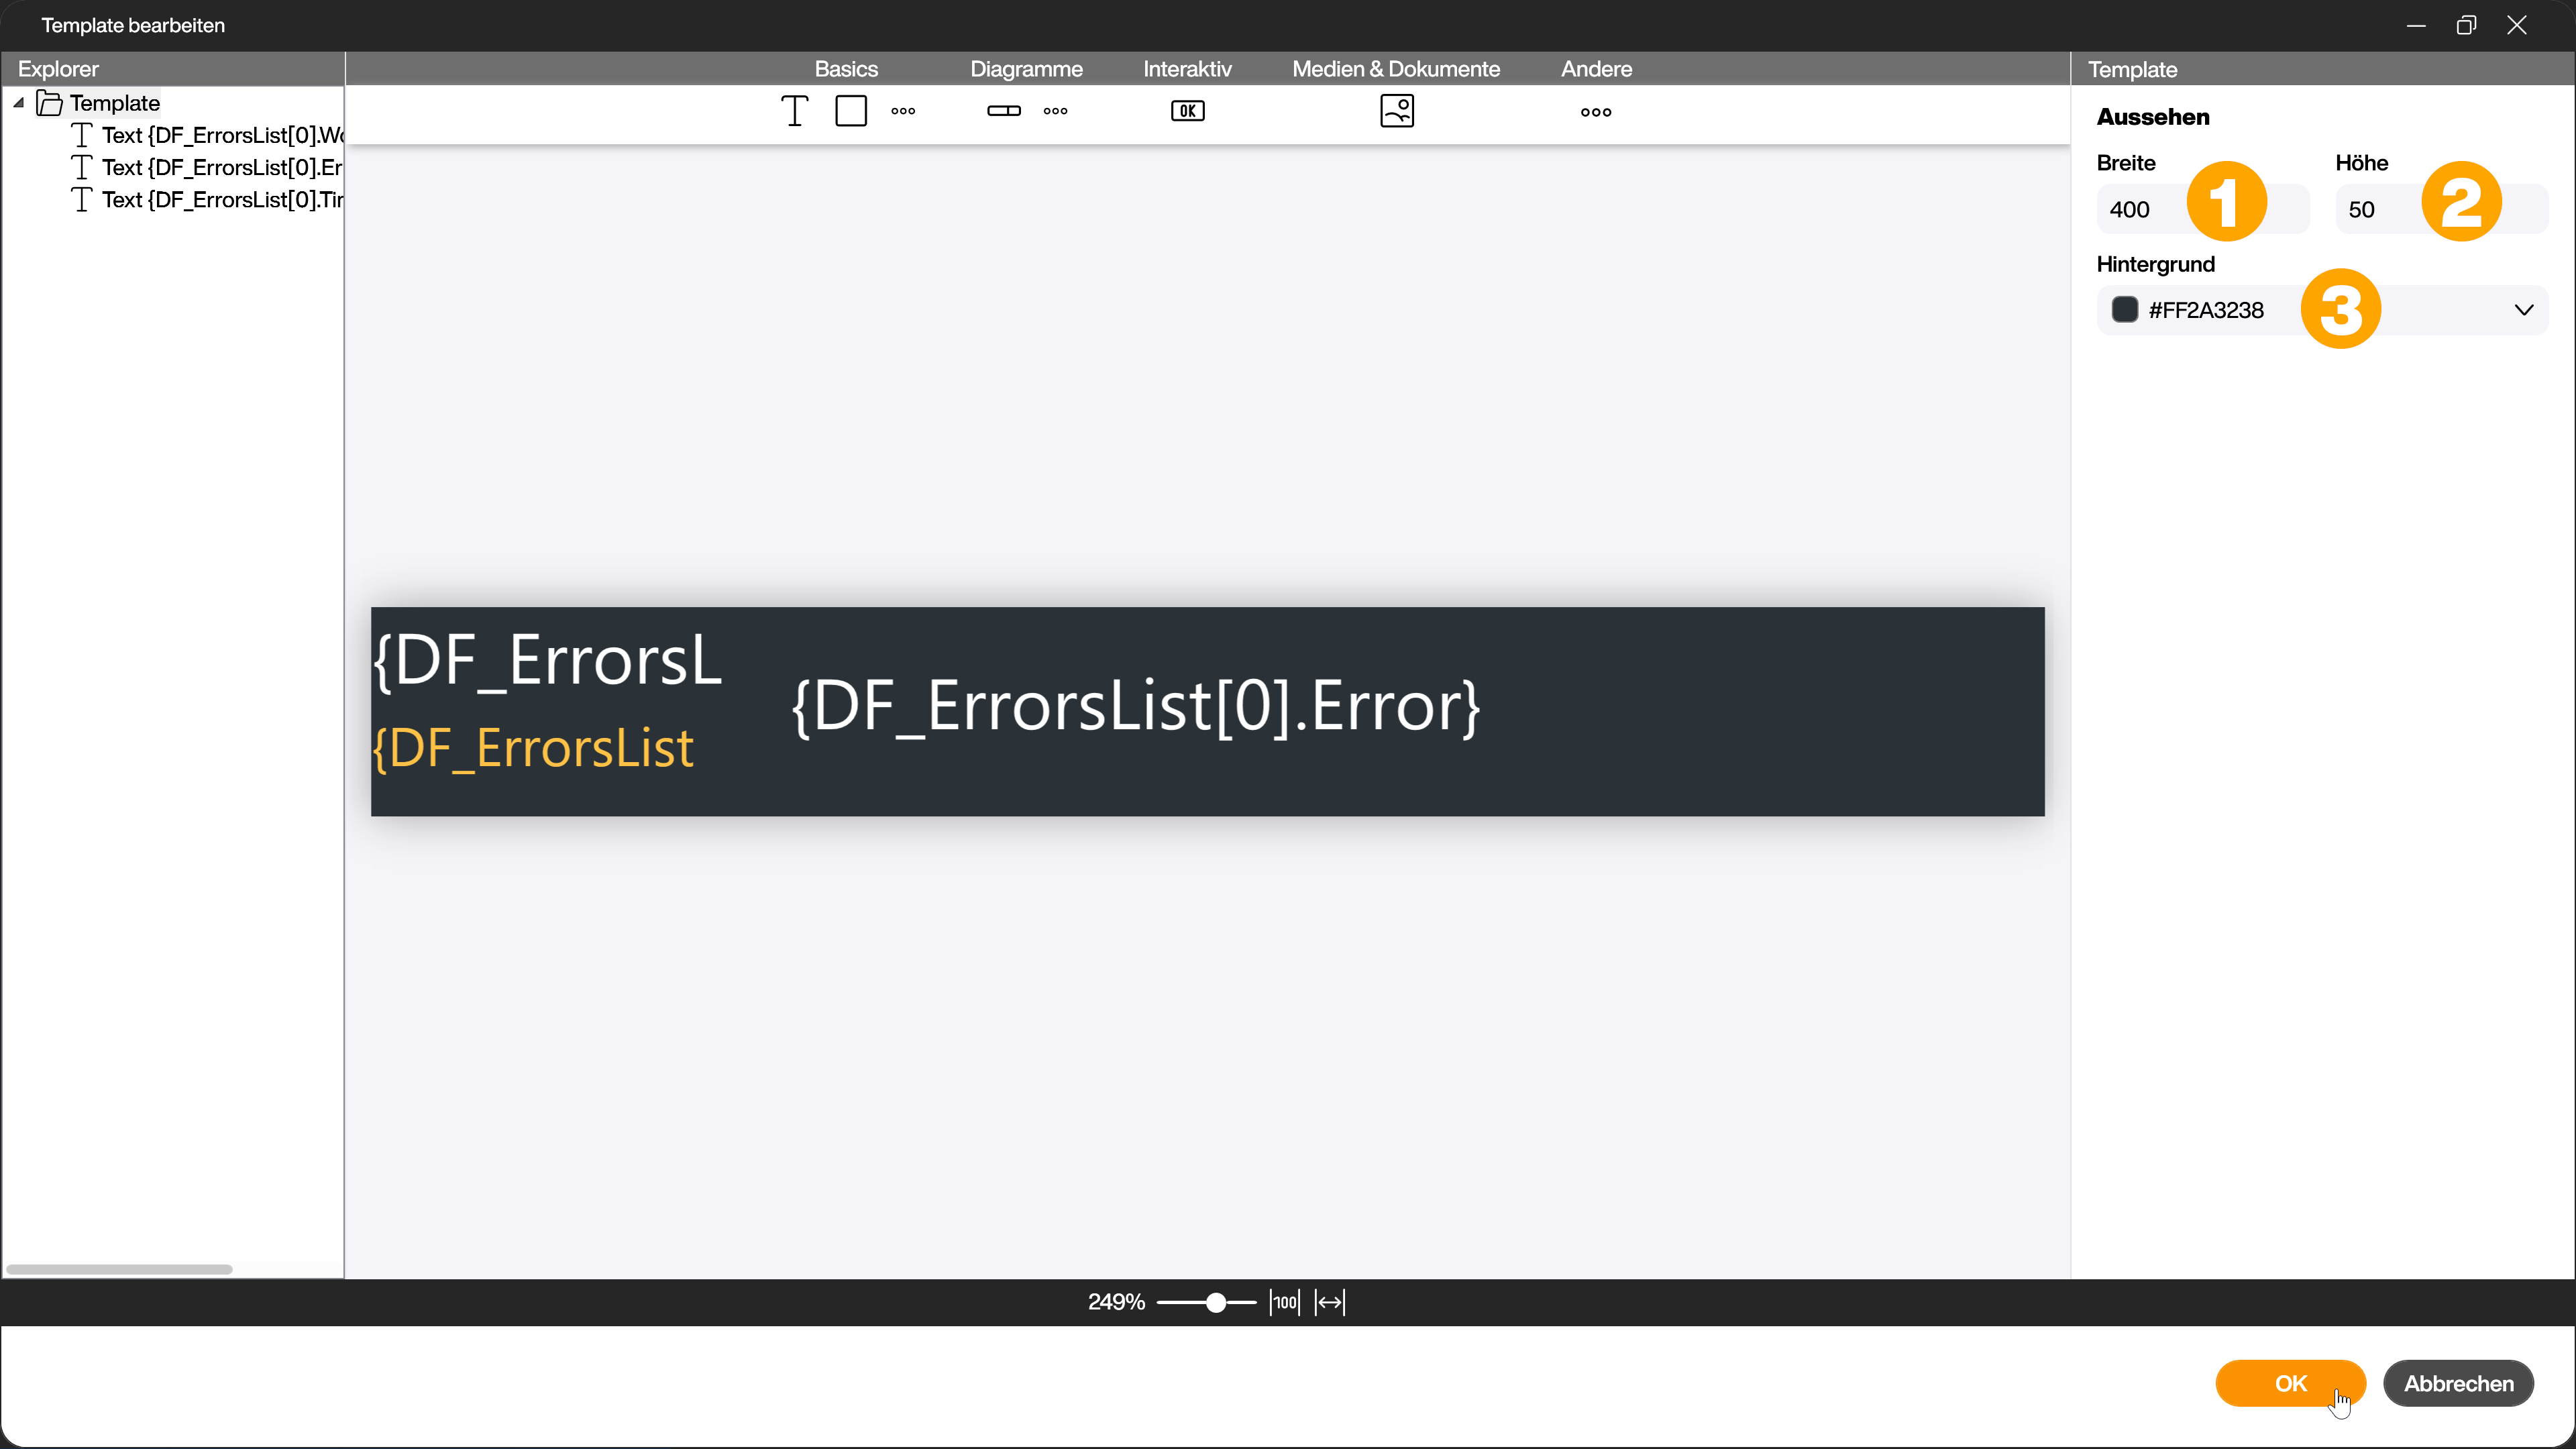 Template bearbeiten
Explorer
Basics
Diagramme
Interaktiv
Medien & Dokumente
Andere
Template
Template
Text {DF_ErrorsList[0].Wo
Text {DF_ErrorsList[0].Er
Text {DF_ErrorsList[0].Tir
OK
Aussehen
Breite
Höhe
400
1
50
2
Hintergrund
#FF2A3238
3
{DF_ErrorsL
{DF_ErrorsList[0].Error}
{DF_ErrorsList
249%
100
OK
Abbrechen